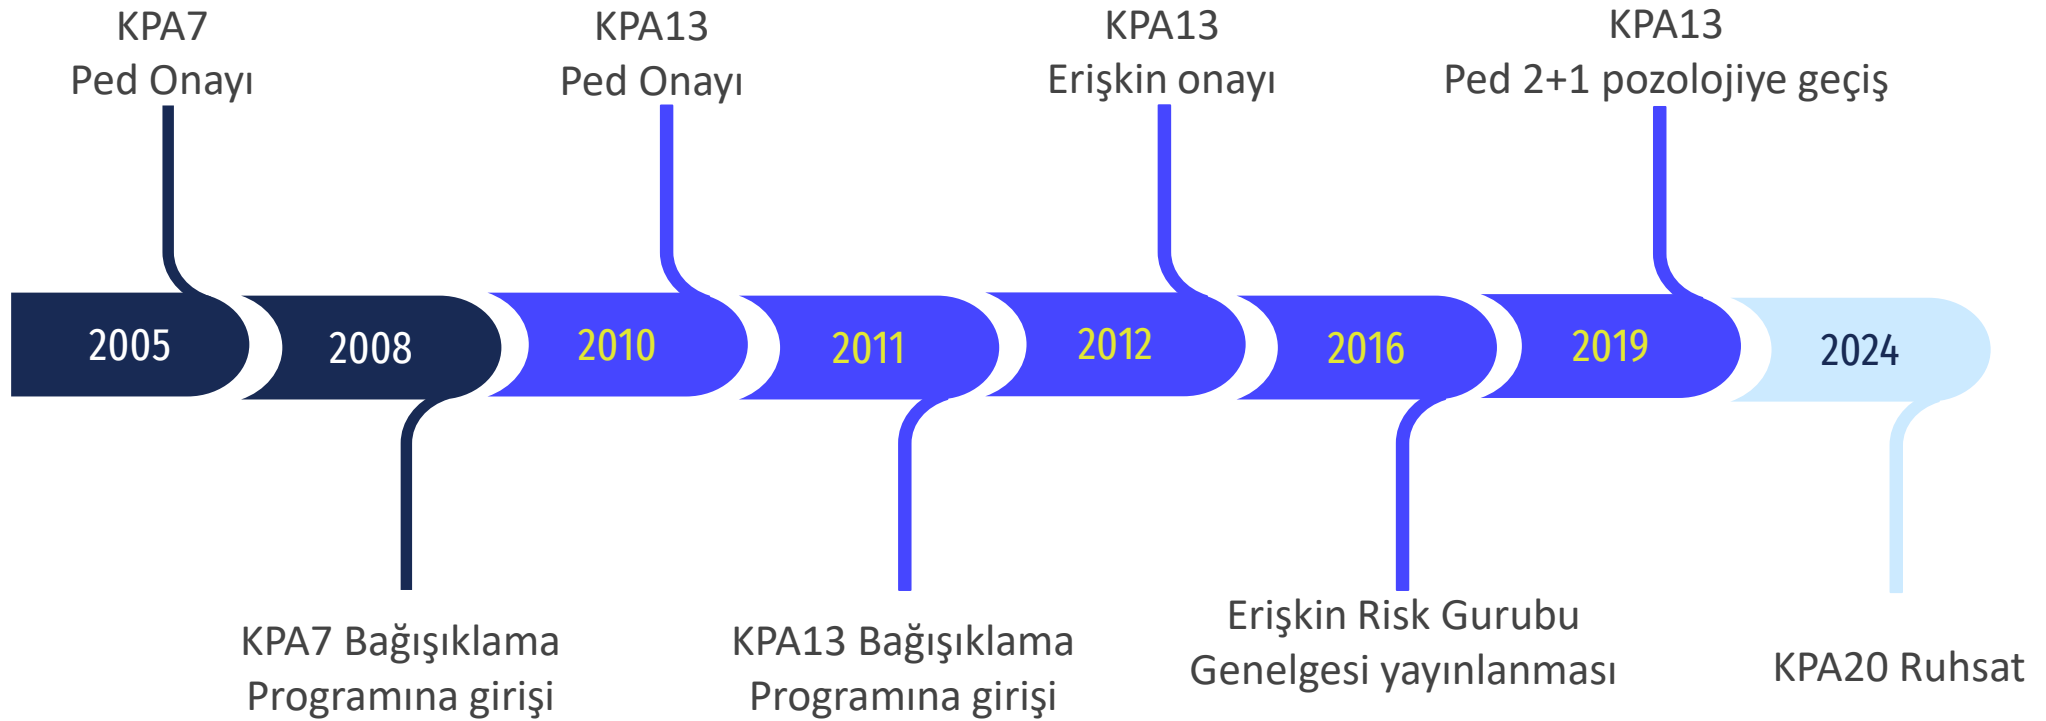 KPA7
Ped Onayı
KPA13
Ped Onayı
KPA13
Erişkin onayı
KPA13
Ped 2+1 pozolojiye geçiş
2005
2008
2010
2011
2012
2016
2019
2024
KPA7 Bağışıklama
Programına girişi
KPA13 Bağışıklama
Programına girişi
Erişkin Risk Gurubu
Genelgesi yayınlanması
KPA20 Ruhsat